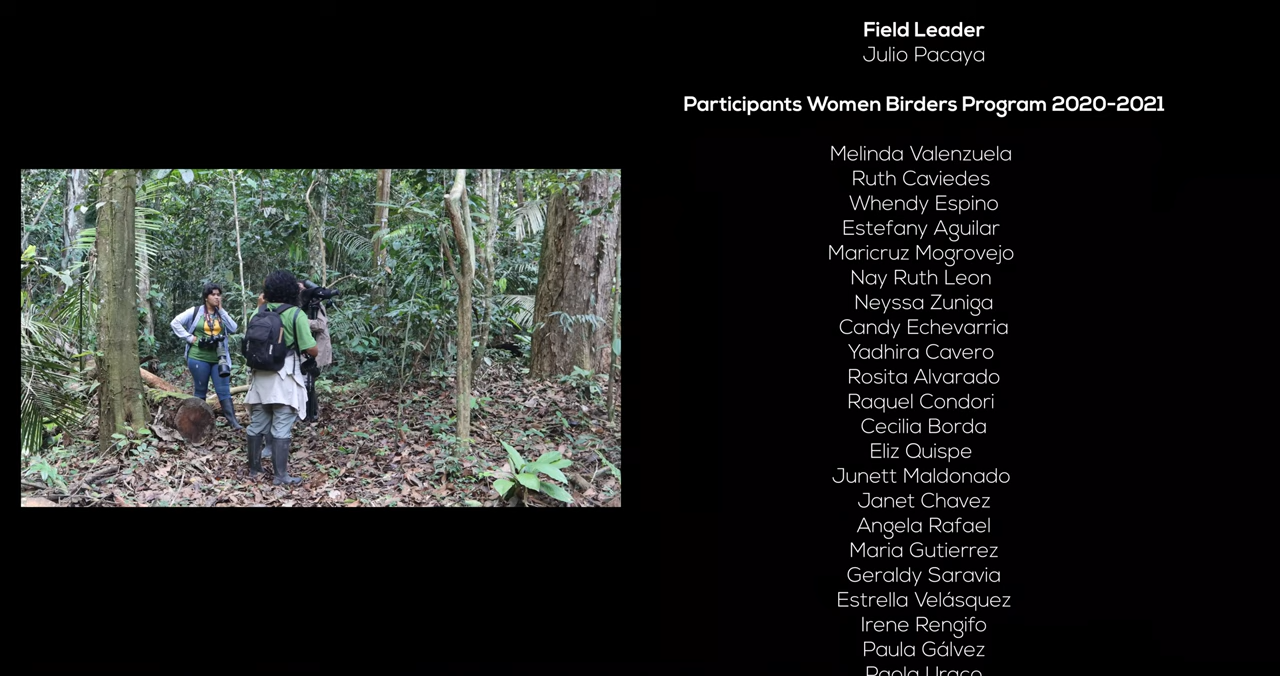 Field Leader
Julio Pacaya
Participants Women Birders Program 2020-2021
Melinda Valenzuela
Ruth Caviedes
Whendy Espino
Estefany Aguilar
Maricruz Mogrovejo
Nay Ruth Leon
Neyssa Zuniga
Candy Echevarria
Yadhira Cavero
Rosita Alvarado
Raquel Condori
Cecilia Borda
Eliz Quispe
Junett Maldonado
Janet Chavez
Angela Rafael
Maria Gutierrez
Geraldy Saravia
Estrella Velásquez
Irene Rengifo
Paula Gálvez